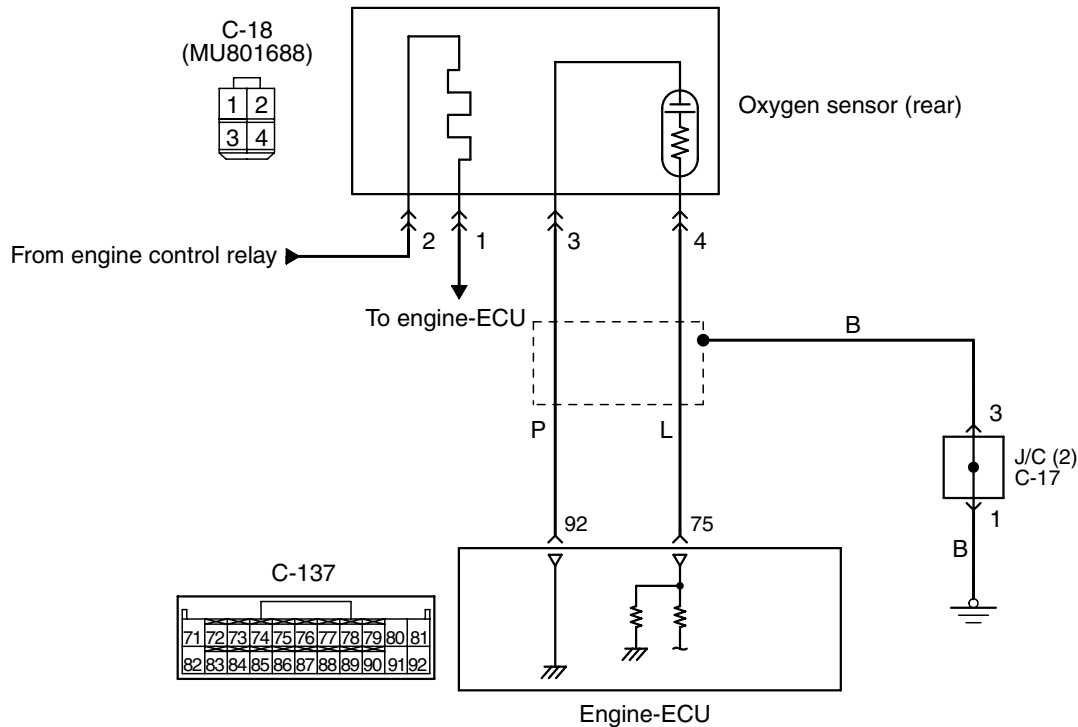 C-18
(MU801688)
1 2
3 4
Oxygen sensor (rear)
2 1 3 4
From engine control relay
To engine-ECU
B
P L
3
J/C (2)
C-17
1
B
92 75
C-137
71 72 73 74 75 76 77 78 79 80 81
82 83 84 85 86 87 88 89 90 91 92
Engine-ECU